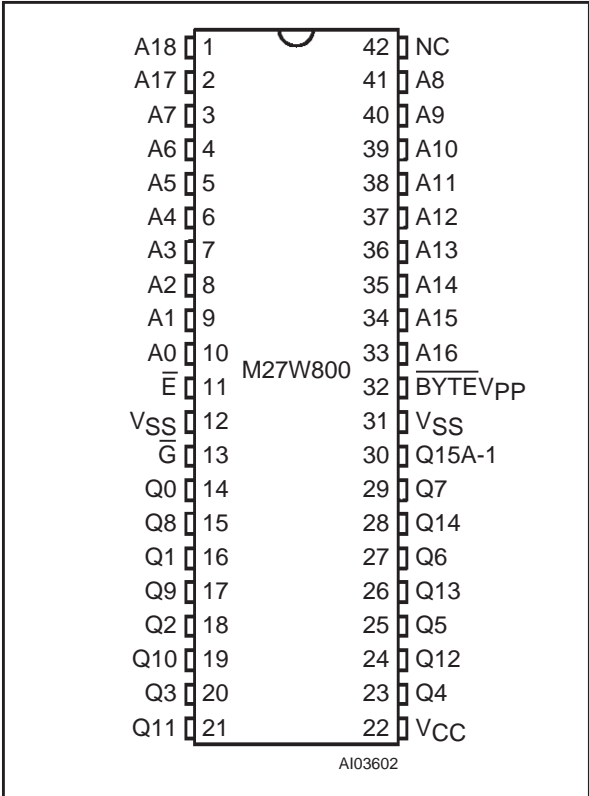 A18 1 42 NC
A17 2 41 A8
A7 3 40 A9
A6 4 39 A10
A5 5 38 A11
A4 6 37 A12
A3 7 36 A13
A2 8 35 A14
A1 9 34 A15
A0 10 33 A16
M27W800
E̅ 11 32 B̅Y̅T̅E̅VPP
VSS 12 31 VSS
G̅ 13 30 Q15A-1
Q0 14 29 Q7
Q8 15 28 Q14
Q1 16 27 Q6
Q9 17 26 Q13
Q2 18 25 Q5
Q10 19 24 Q12
Q3 20 23 Q4
Q11 21 22 VCC
AI03602